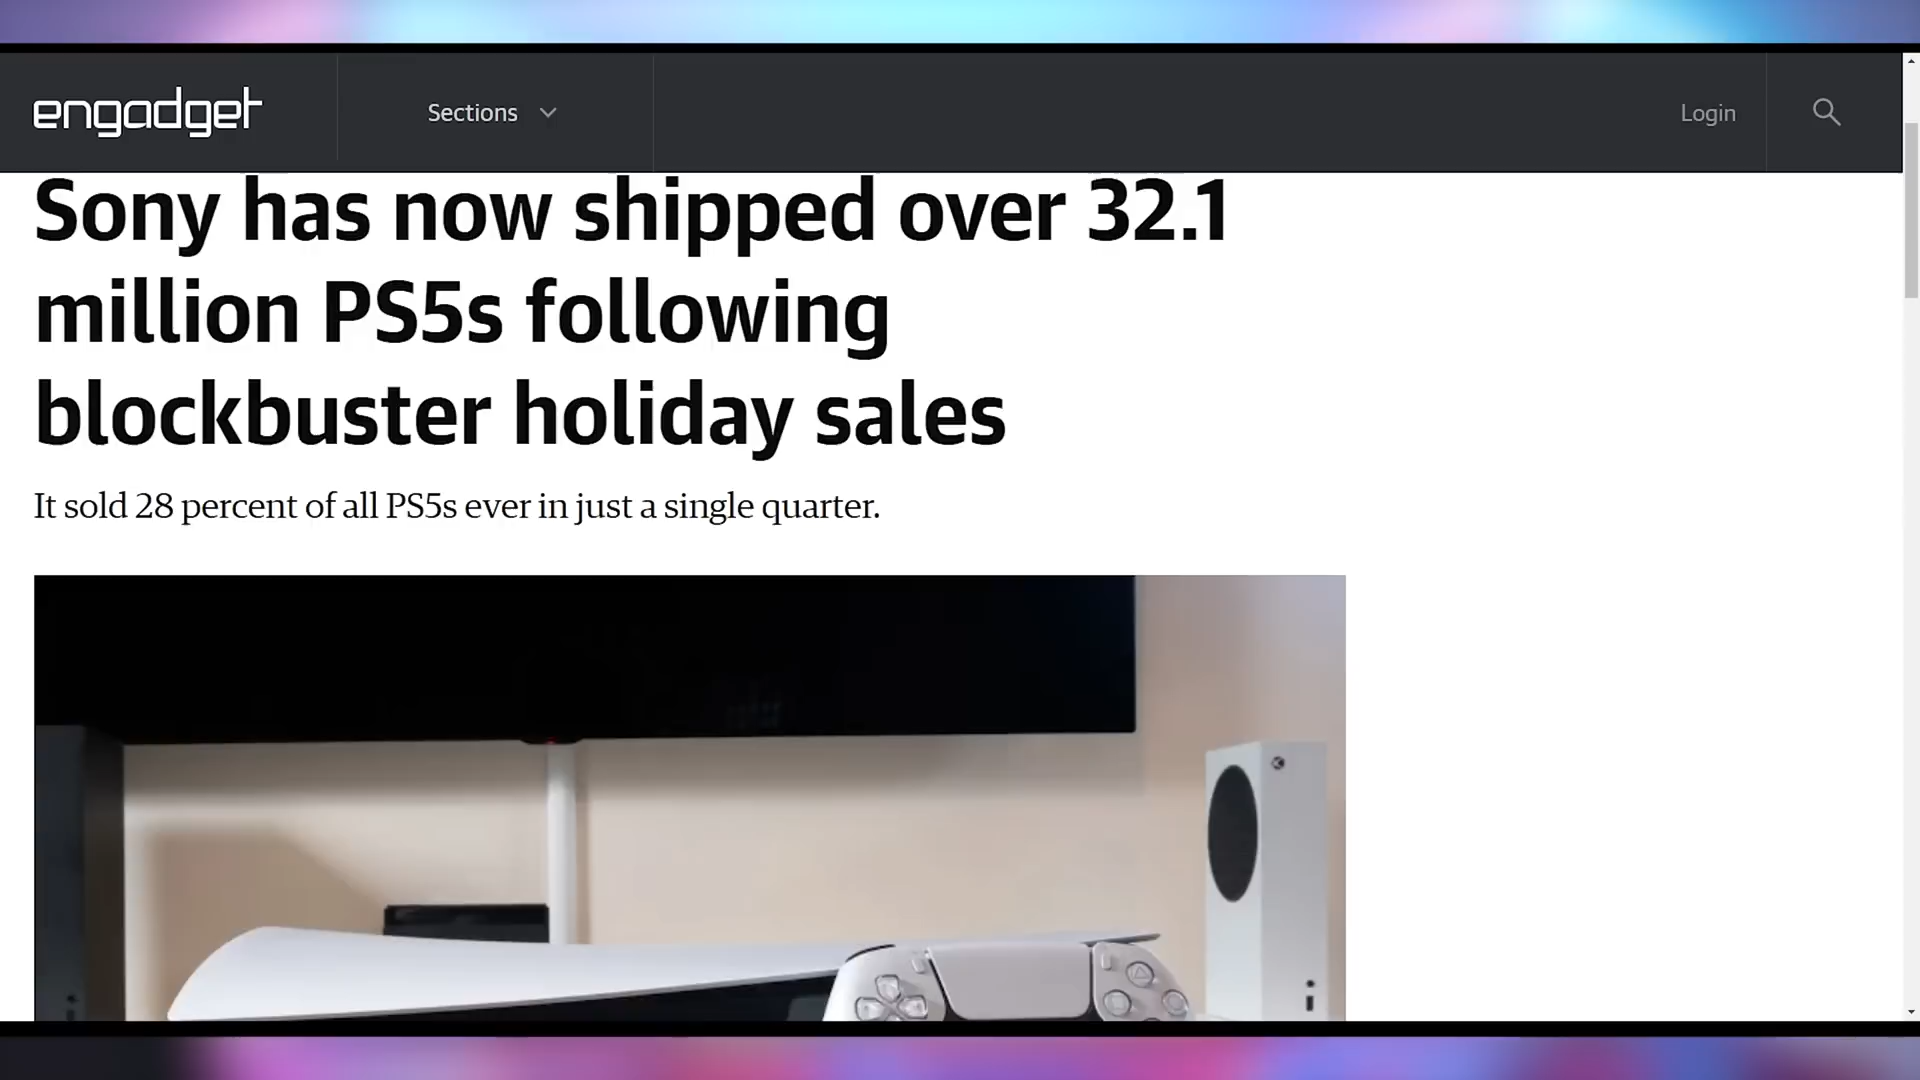 engadget
Sections
Login
Sony has now shipped over 32.1
million PS5s following
blockbuster holiday sales
It sold 28 percent of all PS5s ever in just a single quarter.